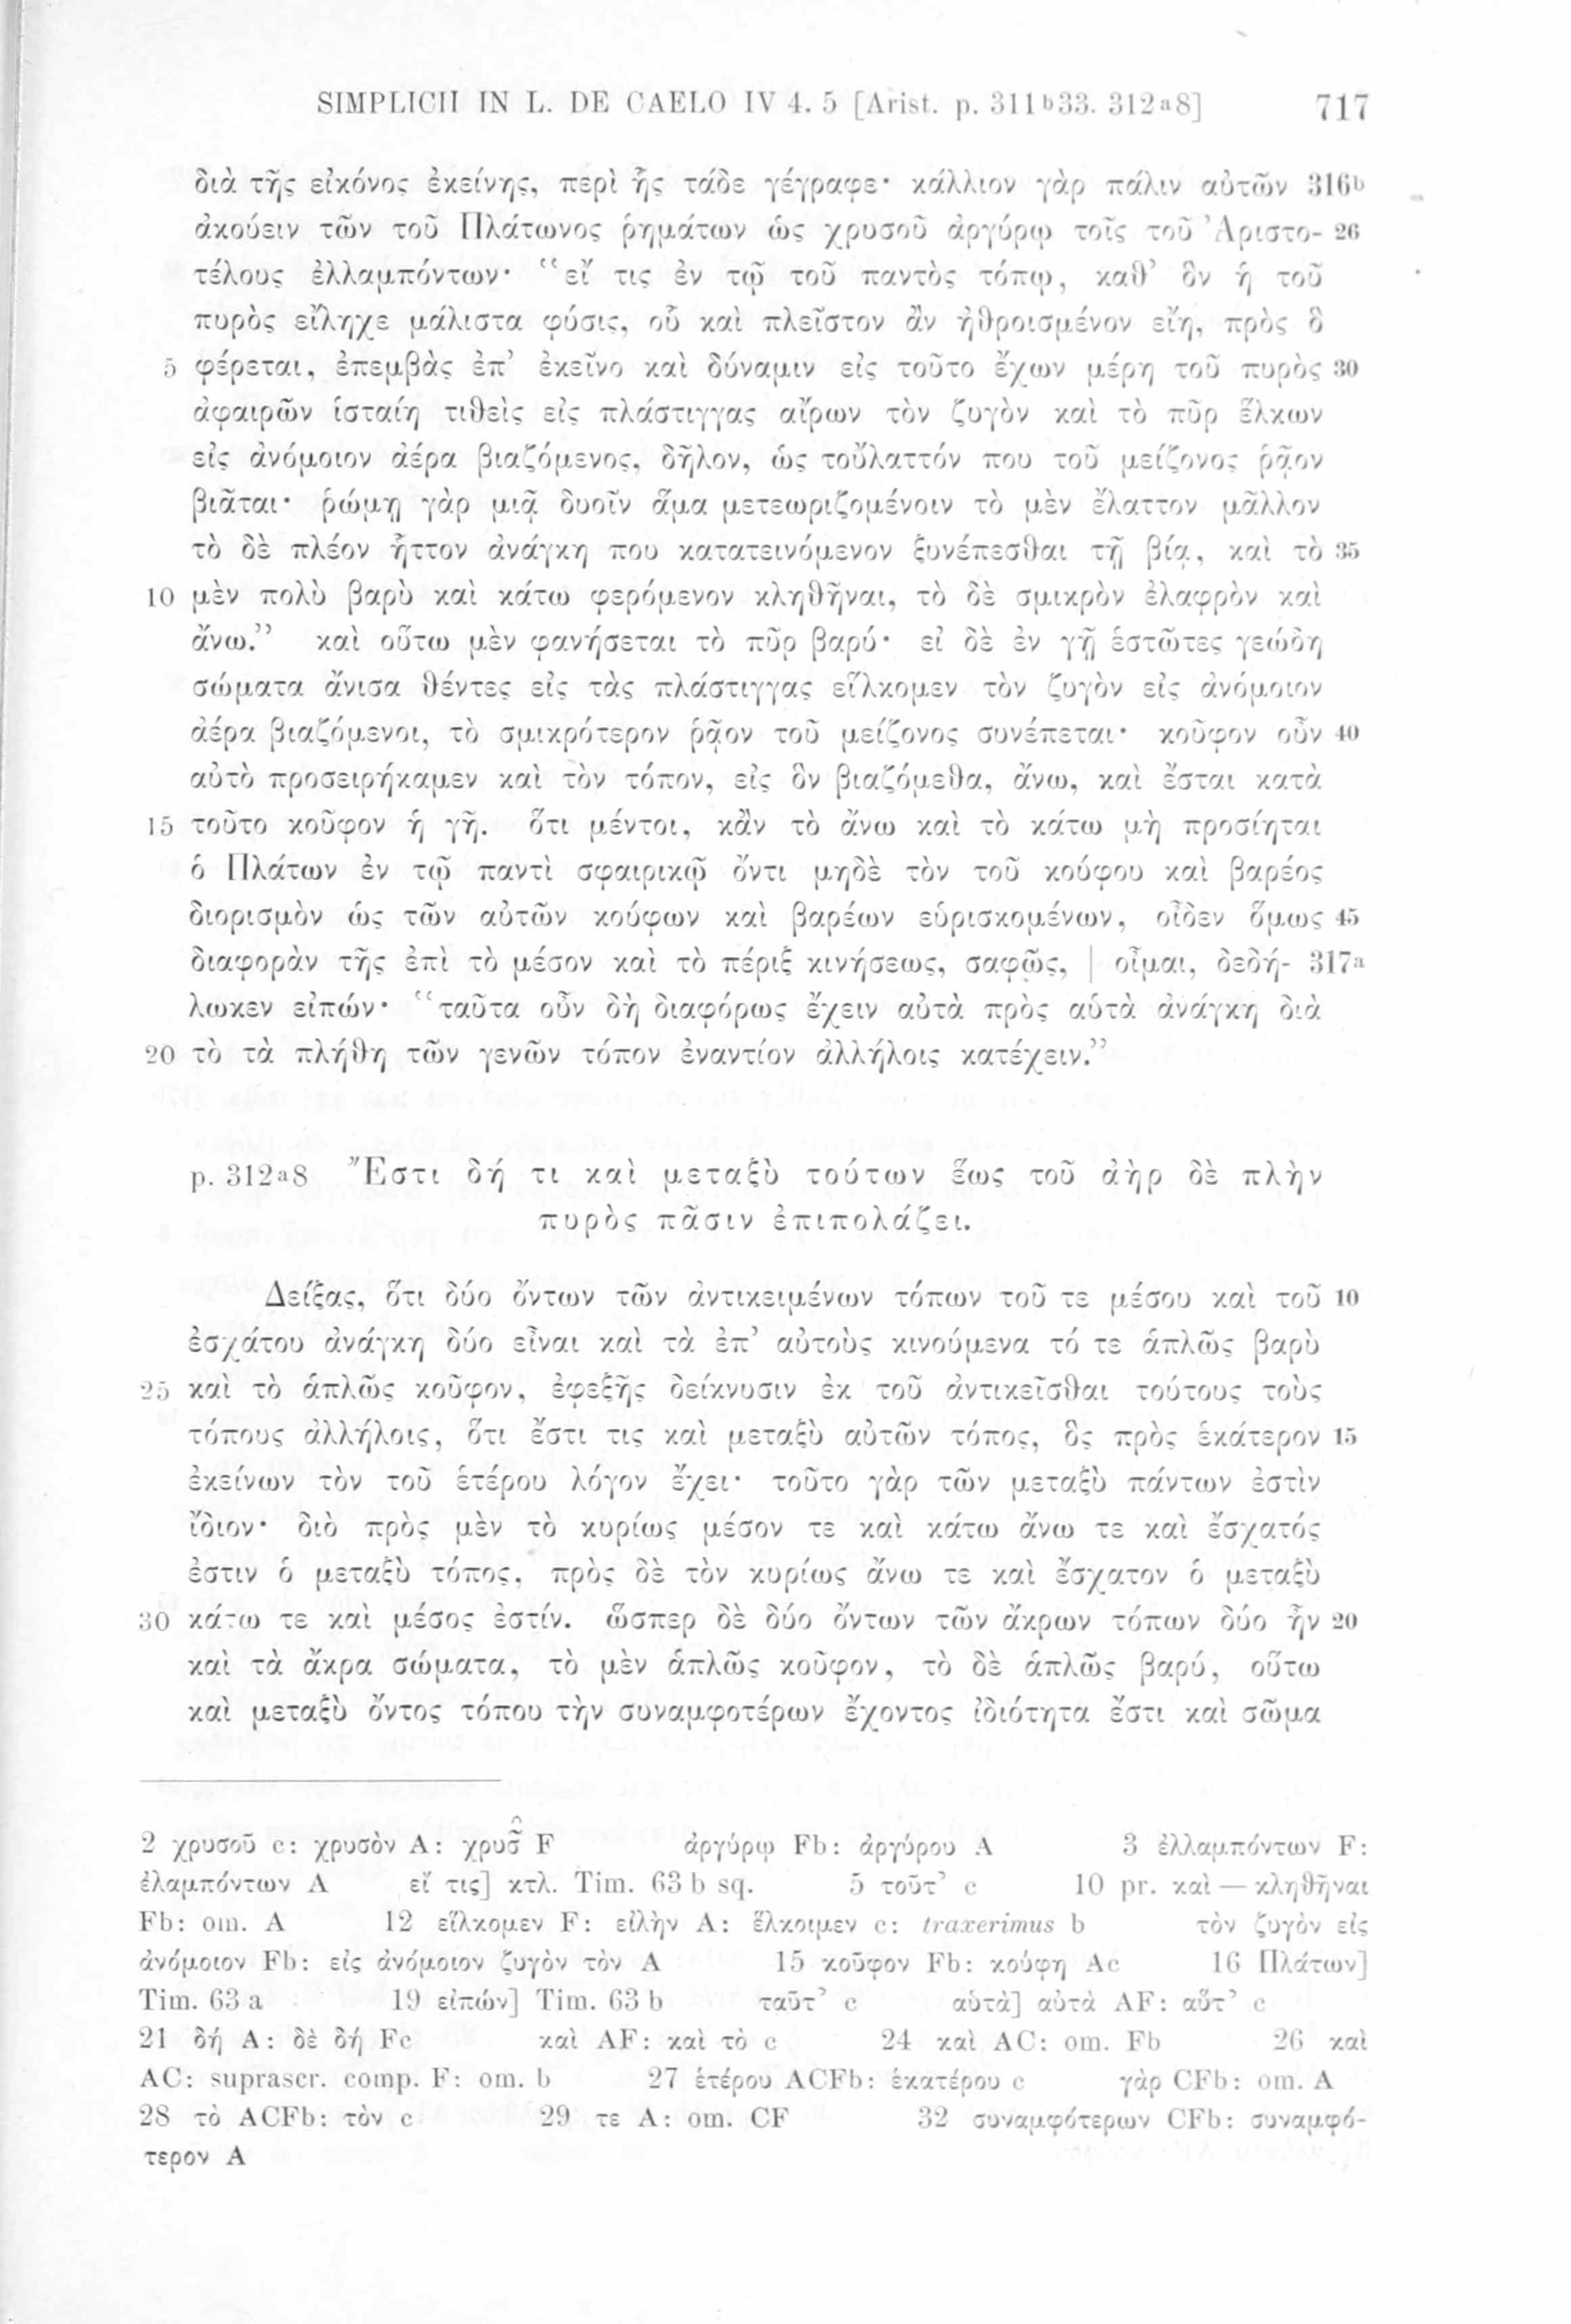 SIMPLICII IN L. DE CAELO IV 4. 5 [Arist. p. 311ᵇ33. 312ᵃ8] 717
διὰ τῆς εἰκόνος ἐκείνης, περὶ ἧς τάδε γέγραφε· κάλλιον γὰρ πάλιν αὐτῶν 316ᵇ
ἀκούειν τῶν τοῦ Πλάτωνος ῥημάτων ὡς χρυσοῦ ἀργύρῳ τοῖς τοῦ Ἀριστο- 26
τέλους ἐλλαμπόντων· “εἴ τις ἐν τῷ τοῦ παντὸς τόπῳ, καθ’ ὃν ἡ τοῦ
πυρὸς εἴληχε μάλιστα φύσις, οὗ καὶ πλεῖστον ἂν ἠθροισμένον εἴη, πρὸς ὃ
5 φέρεται, ἐπεμβὰς ἐπ’ ἐκεῖνο καὶ δύναμιν εἰς τοῦτο ἔχων μέρη τοῦ πυρὸς 30
ἀφαιρῶν ἱσταίη τιθεὶς εἰς πλάστιγγας αἴρων τὸν ζυγὸν καὶ τὸ πῦρ ἕλκων
εἰς ἀνόμοιον ἀέρα βιαζόμενος, δῆλον, ὡς τοὔλαττόν που τοῦ μείζονος ῥᾷον
βιᾶται· ῥώμῃ γὰρ μιᾷ δυοῖν ἅμα μετεωριζομένοιν τὸ μὲν ἔλαττον μᾶλλον
τὸ δὲ πλέον ἧττον ἀνάγκη που κατατεινόμενον ξυνέπεσθαι τῇ βίᾳ, καὶ τὸ 35
10 μὲν πολὺ βαρὺ καὶ κάτω φερόμενον κληθῆναι, τὸ δὲ σμικρὸν ἐλαφρὸν καὶ
ἄνω.” καὶ οὕτω μὲν φανήσεται τὸ πῦρ βαρύ· εἰ δὲ ἐν γῇ ἑστῶτες γεώδη
σώματα ἄνισα θέντες εἰς τὰς πλάστιγγας εἵλκομεν τὸν ζυγὸν εἰς ἀνόμοιον
ἀέρα βιαζόμενοι, τὸ σμικρότερον ῥᾷον τοῦ μείζονος συνέπεται· κοῦφον οὖν 40
αὐτὸ προσειρήκαμεν καὶ τὸν τόπον, εἰς ὃν βιαζόμεθα, ἄνω, καὶ ἔσται κατὰ
15 τοῦτο κοῦφον ἡ γῆ. ὅτι μέντοι, κἂν τὸ ἄνω καὶ τὸ κάτω μὴ προσίηται
ὁ Πλάτων ἐν τῷ παντὶ σφαιρικῷ ὄντι μηδὲ τὸν τοῦ κούφου καὶ βαρέος
διορισμὸν ὡς τῶν αὐτῶν κούφων καὶ βαρέων εὑρισκομένων, οἶδεν ὅμως 45
διαφορὰν τῆς ἐπὶ τὸ μέσον καὶ τὸ πέριξ κινήσεως, σαφῶς, | οἶμαι, δεδή- 317ᵃ
λωκεν εἰπών· “ταῦτα οὖν δὴ διαφόρως ἔχειν αὐτὰ πρὸς αὑτὰ ἀνάγκη διὰ
20 τὸ τὰ πλήθη τῶν γενῶν τόπον ἐναντίον ἀλλήλοις κατέχειν.”
p. 312ᵃ8 Ἔστι δή τι καὶ μεταξὺ τούτων ἕως τοῦ ἀὴρ δὲ πλὴν
πυρὸς πᾶσιν ἐπιπολάζει.
Δείξας, ὅτι δύο ὄντων τῶν ἀντικειμένων τόπων τοῦ τε μέσου καὶ τοῦ 10
ἐσχάτου ἀνάγκη δύο εἶναι καὶ τὰ ἐπ’ αὐτοὺς κινούμενα τό τε ἁπλῶς βαρὺ
25 καὶ τὸ ἁπλῶς κοῦφον, ἐφεξῆς δείκνυσιν ἐκ τοῦ ἀντικεῖσθαι τούτους τοὺς
τόπους ἀλλήλοις, ὅτι ἔστι τις καὶ μεταξὺ αὐτῶν τόπος, ὃς πρὸς ἑκάτερον 15
ἐκείνων τὸν τοῦ ἑτέρου λόγον ἔχει· τοῦτο γὰρ τῶν μεταξὺ πάντων ἐστὶν
ἴδιον· διὸ πρὸς μὲν τὸ κυρίως μέσον τε καὶ κάτω ἄνω τε καὶ ἔσχατός
ἐστιν ὁ μεταξὺ τόπος, πρὸς δὲ τὸν κυρίως ἄνω τε καὶ ἔσχατον ὁ μεταξὺ
30 κάτω τε καὶ μέσος ἐστίν. ὥσπερ δὲ δύο ὄντων τῶν ἄκρων τόπων δύο ἦν 20
καὶ τὰ ἄκρα σώματα, τὸ μὲν ἁπλῶς κοῦφον, τὸ δὲ ἁπλῶς βαρύ, οὕτω
καὶ μεταξὺ ὄντος τόπου τὴν συναμφοτέρων ἔχοντος ἰδιότητα ἔστι καὶ σῶμα
2 χρυσοῦ c: χρυσὸν A: χρυσ͂ F ἀργύρῳ Fb: ἀργύρου A 3 ἐλλαμπόντων F:
ἐλαμπόντων A εἴ τις] κτλ. Tim. 63 b sq. 5 τοῦτ’ c 10 pr. καὶ — κληθῆναι
Fb: om. A 12 εἵλκομεν F: εἱλὴν A: ἕλκοιμεν c: traxerimus b τὸν ζυγὸν εἰς
ἀνόμοιον Fb: εἰς ἀνόμοιον ζυγὸν τὸν A 15 κοῦφον Fb: κούφη Ac 16 Πλάτων]
Tim. 63 a 19 εἰπών] Tim. 63 b ταῦτ’ c αὑτὰ] αὐτὰ AF: αὕτ’ c
21 δή A: δὲ δή Fc καὶ AF: καὶ τὸ c 24 καὶ AC: om. Fb 26 καὶ
AC: suprascr. comp. F: om. b 27 ἑτέρου ACFb: ἑκατέρου c γὰρ CFb: om. A
28 τὸ ACFb: τὸν c 29 τε A: om. CF 32 συναμφότερων CFb: συναμφό-
τερον A